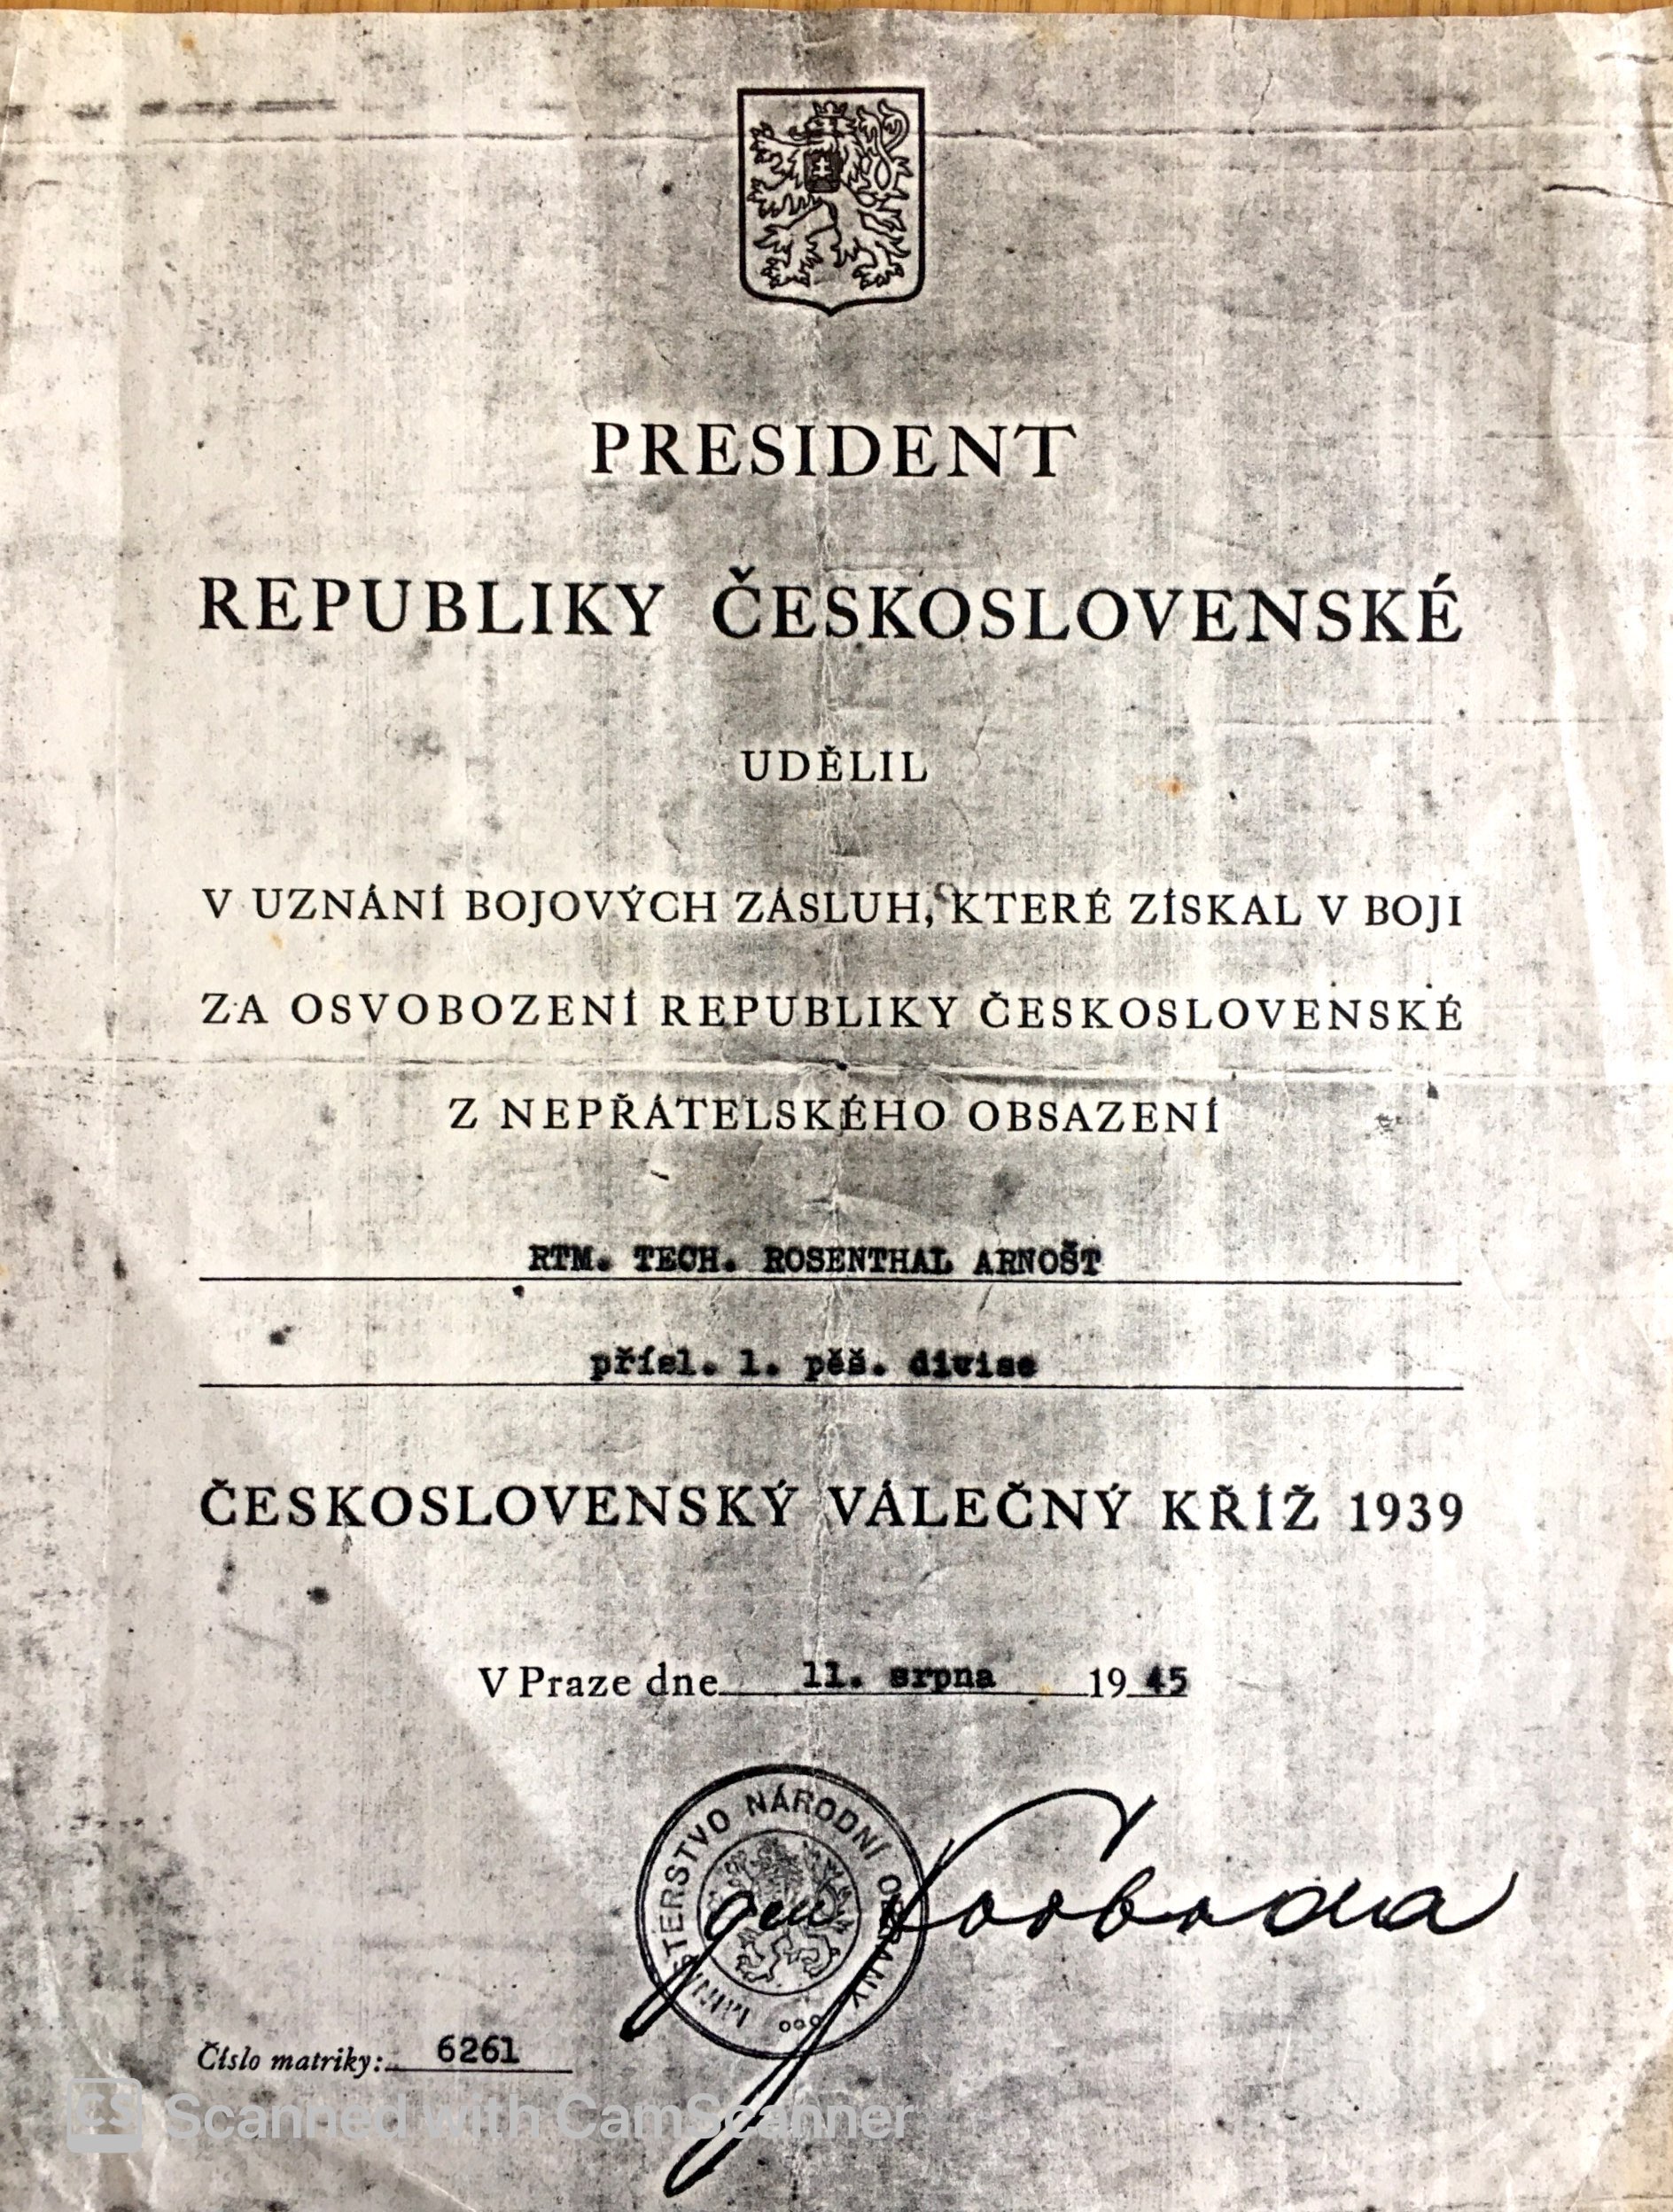 PRESIDENT
REPUBLIKY ČESKOSLOVENSKÉ
UDĚLIL
V UZNÁNÍ BOJOVÝCH ZÁSLUH, KTERÉ ZÍSKAL V BOJI
ZA OSVOBOZENÍ REPUBLIKY ČESKOSLOVENSKÉ
Z NEPŘÁTELSKÉHO OBSAZENÍ
RTM. TECH. ROSENTHAL ARNOŠT
přísl. 1. pěš. divise
ČESKOSLOVENSKÝ VÁLEČNÝ KŘÍŽ 1939
V Praze dne 11. srpna 1945
MINISTERSTVO NÁRODNÍ OBRANY
gen Svoboda
Číslo matriky: 6261
CS Scanned with CamScanner